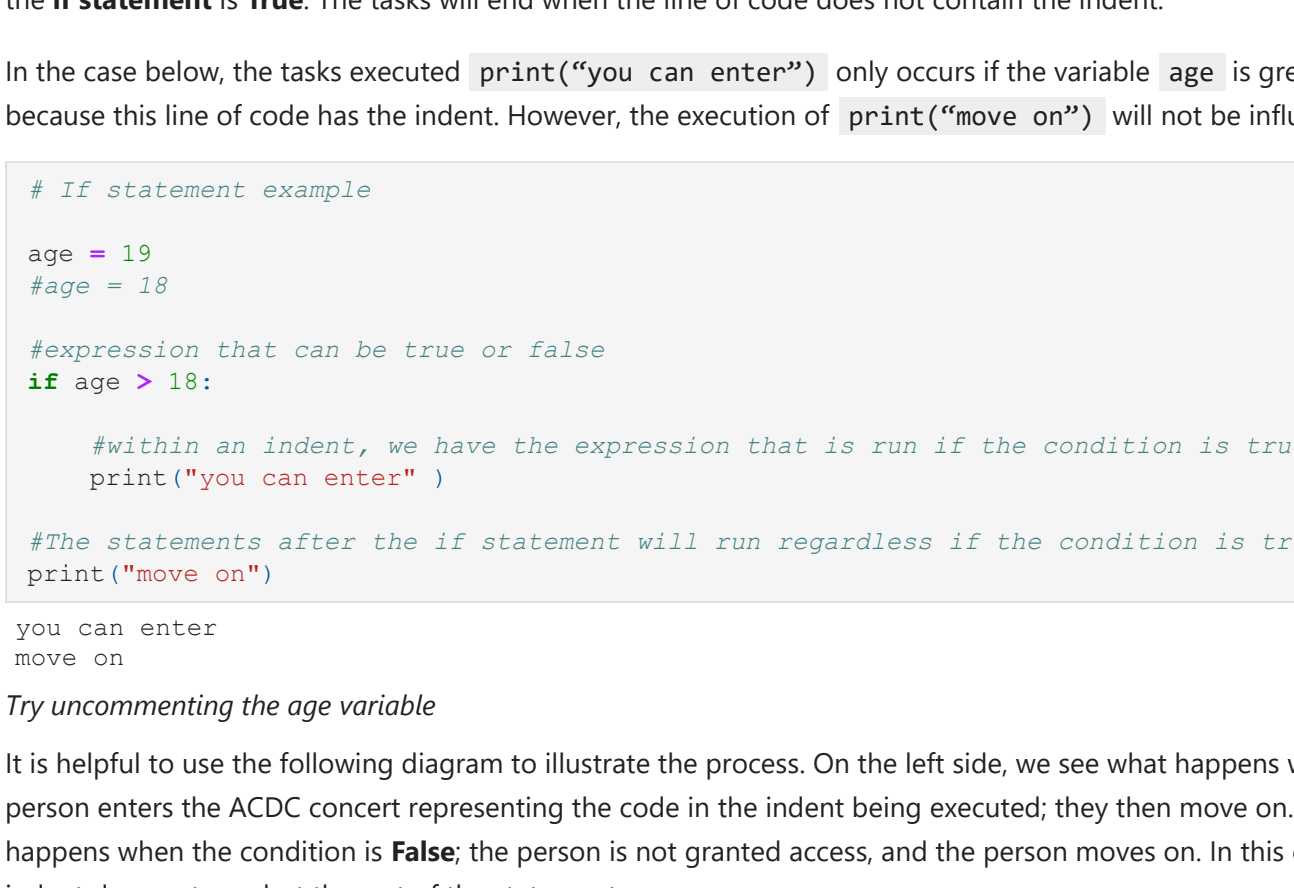 the If statement is True. The tasks will end when the line of code does not contain the indent.
In the case below, the tasks executed print(“you can enter”) only occurs if the variable age is
because this line of code has the indent. However, the execution of print(“move on”) will not be
# If statement example
age = 19
#age = 18
#expression that can be true or false
if age > 18:
#within an indent, we have the expression that is run if the condition is
print("you can enter" )
#The statements after the if statement will run regardless if the condition is
print("move on")
you can enter
move on
Try uncommenting the age variable
It is helpful to use the following diagram to illustrate the process. On the left side, we see what happens
person enters the ACDC concert representing the code in the indent being executed; they then move on.
happens when the condition is False; the person is not granted access, and the person moves on. In this